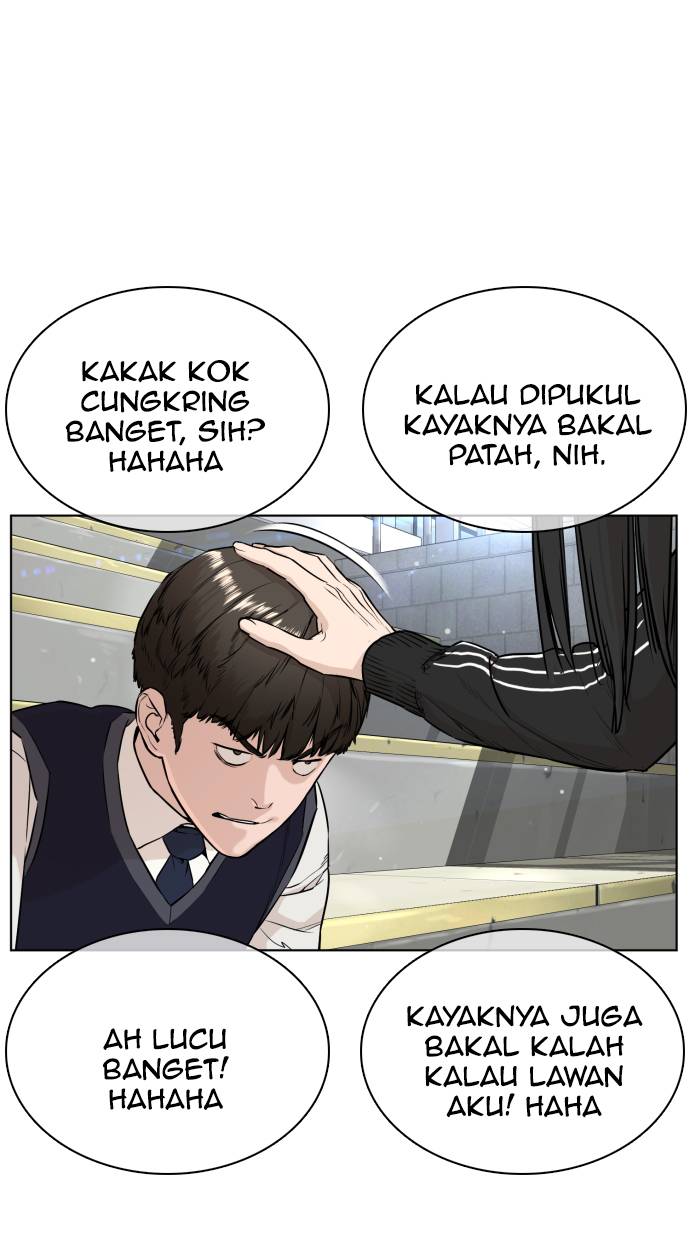 KAKAK KOK
CUNGKRING
BANGET, SIH?
HAHAHA
KALAU DIPUKUL
KAYAKNYA BAKAL
PATAH, NIH.
AH LUCU
BANGET!
HAHAHA
KAYAKNYA JUGA
BAKAL KALAH
KALAU LAWAN
AKU! HAHA